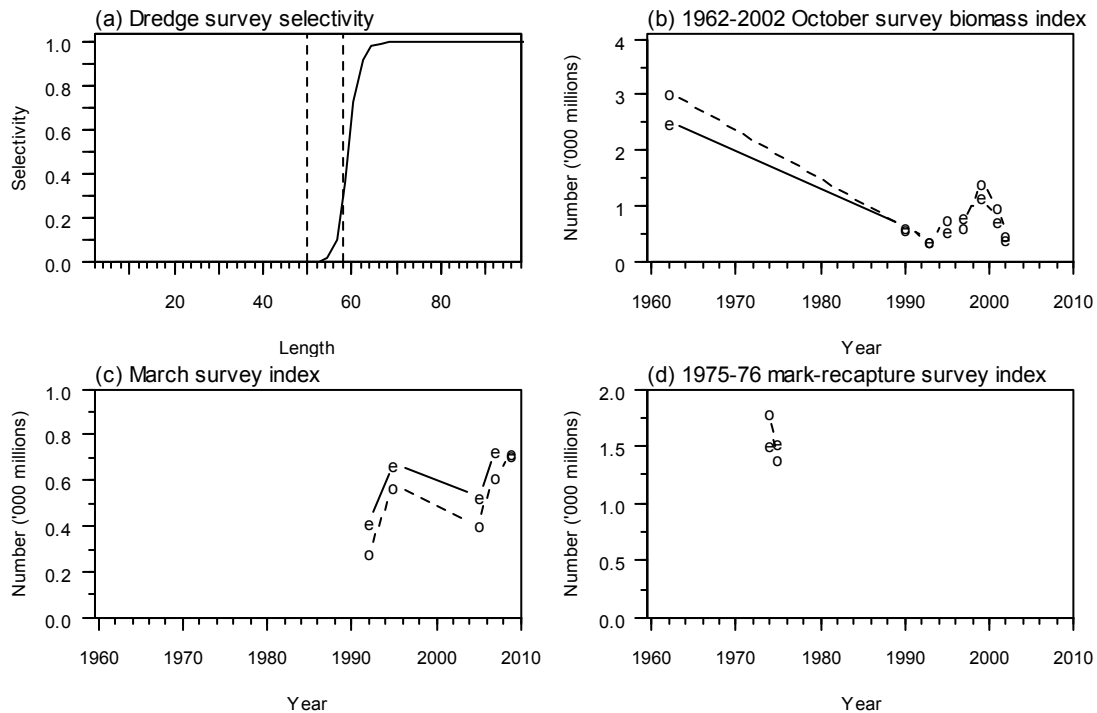 (a) Dredge survey selectivity
Selectivity
1.0
0.8
0.6
0.4
0.2
0.0
20 40 60 80
Length
(b) 1962-2002 October survey biomass index
Number ('000 millions)
4
3
2
1
0
o
e
o
e
o
e
o
e
e
o
o
e
o
e
o
e
1960 1970 1980 1990 2000 2010
Year
(c) March survey index
Number ('000 millions)
1.0
0.8
0.6
0.4
0.2
0.0
e
o
e
o
e
o
e
o
e
o
1960 1970 1980 1990 2000 2010
Year
(d) 1975-76 mark-recapture survey index
Number ('000 millions)
2.0
1.5
1.0
0.5
0.0
o
e
e
o
1960 1970 1980 1990 2000 2010
Year